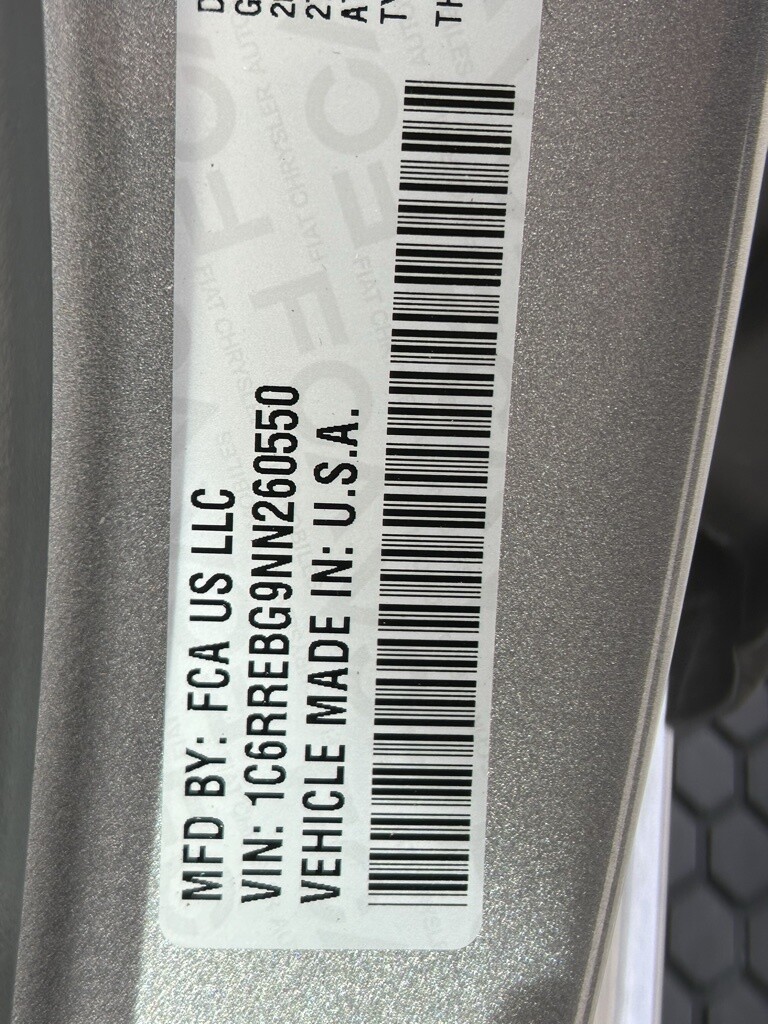 MFD BY: FCA US LLC
VIN: 1C6RREBG9NN260550
VEHICLE MADE IN: U.S.A.